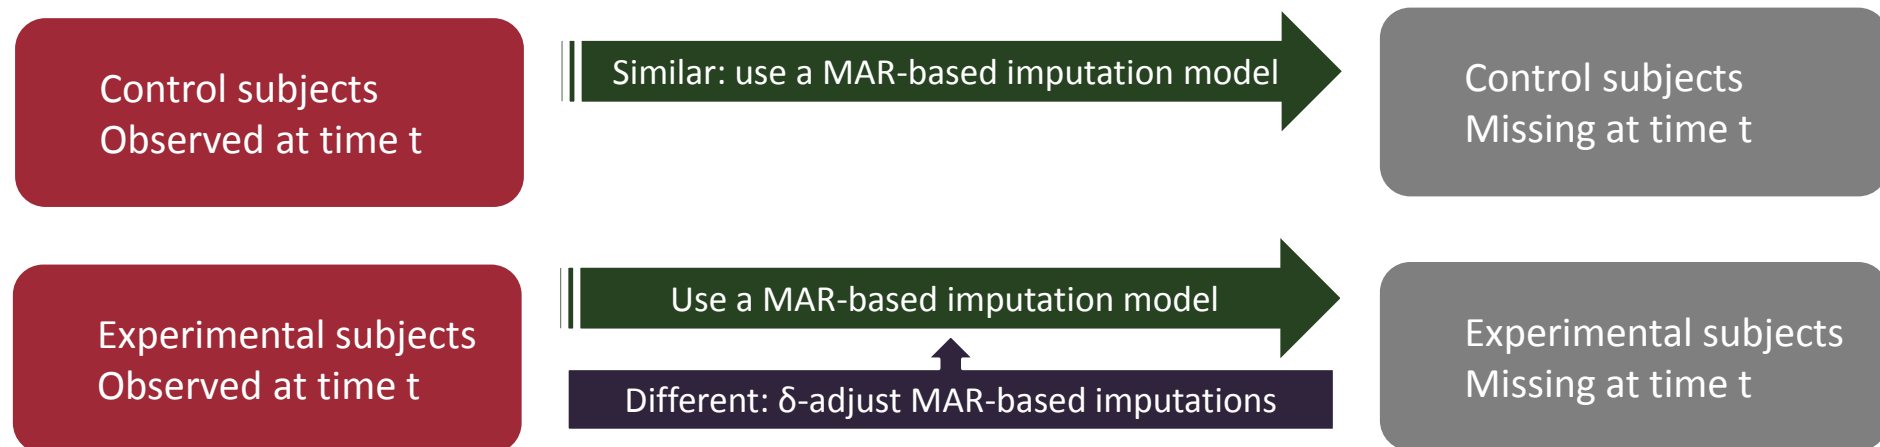 Control subjects
Observed at time t
Similar: use a MAR-based imputation model
Control subjects
Missing at time t
Experimental subjects
Observed at time t
Use a MAR-based imputation model
Different: δ-adjust MAR-based imputations
Experimental subjects
Missing at time t